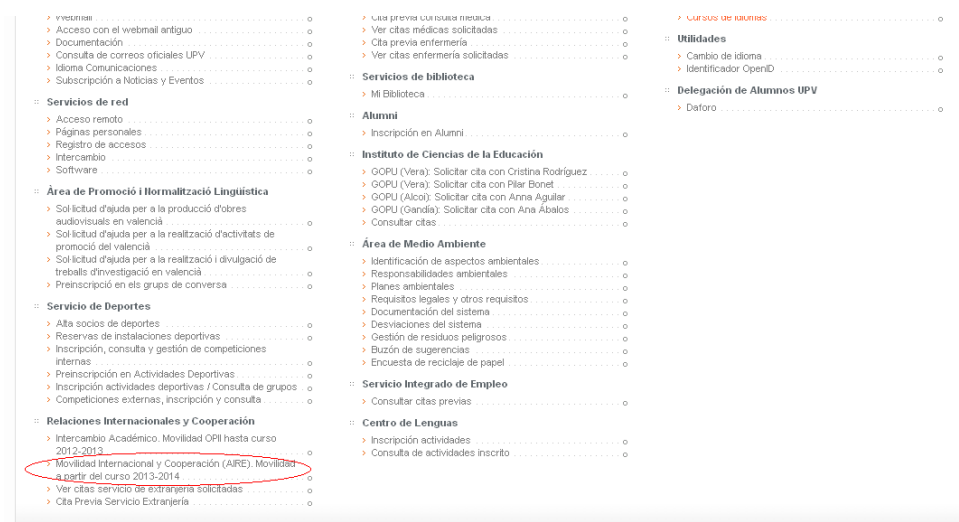 Webmail
Acceso con el webmail antiguo
Documentación
Consulta de correos oficiales UPV
Idioma Comunicaciones
Subscripción a Noticias y Eventos
Servicios de red
Acceso remoto
Páginas personales
Registro de accesos
Intercambio
Software
Àrea de Promoció i Normalització Lingüística
Sol·licitud d'ajuda per a la producció d'obres
audiovisuals en valencià
Sol·licitud d'ajuda per a la realització d'activitats de
promoció del valencià
Sol·licitud d'ajuda per a la realització i divulgació de
treballs d'investigació en valencià
Preinscripció en els grups de conversa
Servicio de Deportes
Alta socios de deportes
Reservas de instalaciones deportivas
Inscripción, consulta y gestión de competiciones
internas
Preinscripción en Actividades Deportivas
Inscripción actividades deportivas / Consulta de grupos
Competiciones externas, inscripción y consulta
Relaciones Internacionales y Cooperación
Intercambio Académico. Movilidad OPII hasta curso
2012-2013
Movilidad Internacional y Cooperación (AIRE). Movilidad
a partir del curso 2013-2014
Ver citas servicio de extranjería solicitadas
Cita Previa Servicio Extranjería
Cita previa consulta médica
Ver citas médicas solicitadas
Cita previa enfermería
Ver citas enfermería solicitadas
Servicios de biblioteca
Mi Biblioteca
Alumni
Inscripción en Alumni
Instituto de Ciencias de la Educación
GOPU (Vera): Solicitar cita con Cristina Rodríguez
GOPU (Vera): Solicitar cita con Pilar Bonet
GOPU (Alcoi): Solicitar cita con Anna Aguilar
GOPU (Gandía): Solicitar cita con Ana Ábalos
Consultar citas
Área de Medio Ambiente
Identificación de aspectos ambientales
Responsabilidades ambientales
Planes ambientales
Requisitos legales y otros requisitos
Documentación del sistema
Desviaciones del sistema
Gestión de residuos peligrosos
Buzón de sugerencias
Encuesta de reciclaje de papel
Servicio Integrado de Empleo
Consultar citas previas
Centro de Lenguas
Inscripción actividades
Consulta de actividades inscrito
Cursos de idiomas
Utilidades
Cambio de idioma
Identificador OpenID
Delegación de Alumnos UPV
Daforo